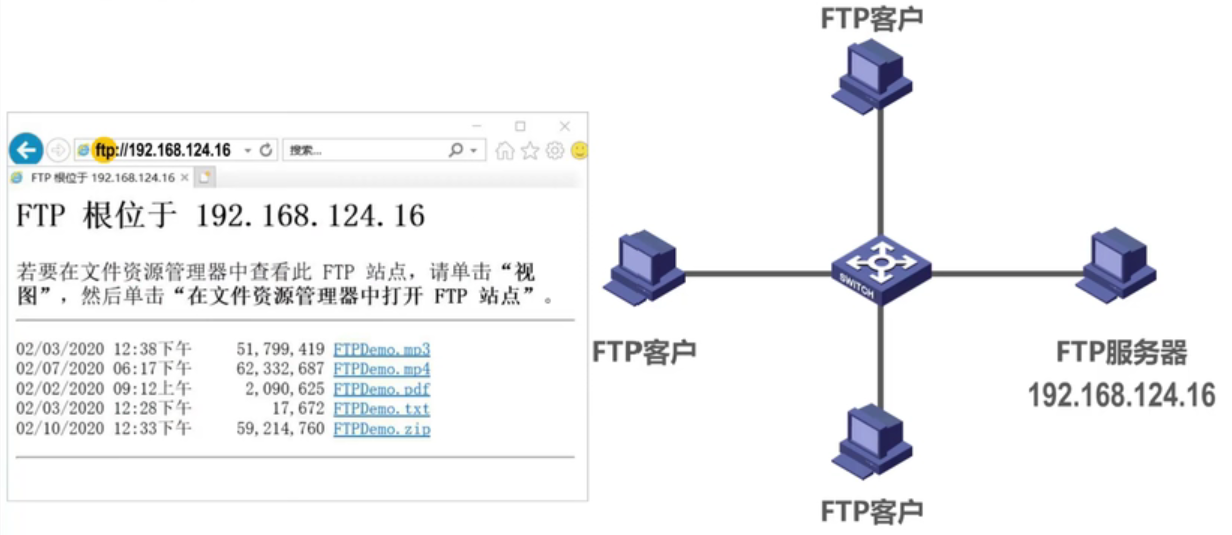 FTP客户
ftp://192.168.124.16
搜索...
FTP 根位于 192.168.124.16
FTP 根位于 192.168.124.16
若要在文件资源管理器中查看此 FTP 站点，请单击“视
图”，然后单击“在文件资源管理器中打开 FTP 站点”。
02/03/2020 12:38下午 51,799,419 FTPDemo.mp3
02/07/2020 06:17下午 62,332,687 FTPDemo.mp4
02/02/2020 09:12上午 2,090,625 FTPDemo.pdf
02/03/2020 12:28下午 17,672 FTPDemo.txt
02/10/2020 12:33下午 59,214,760 FTPDemo.zip
SWITCH
FTP客户
FTP服务器
192.168.124.16
FTP客户